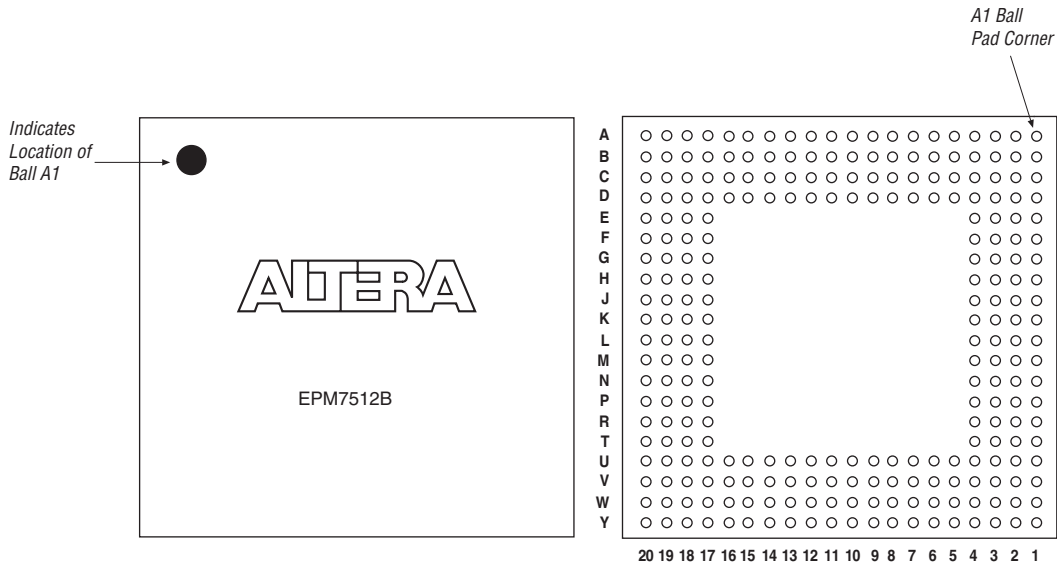 A1 Ball
Pad Corner
Indicates
Location of
Ball A1
ALTERA
EPM7512B
A
B
C
D
E
F
G
H
J
K
L
M
N
P
R
T
U
V
W
Y
20 19 18 17 16 15 14 13 12 11 10 9 8 7 6 5 4 3 2 1